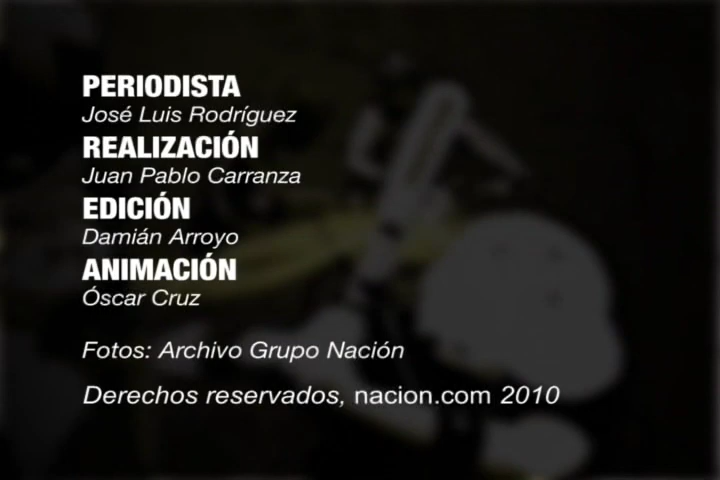 PERIODISTA
José Luis Rodríguez
REALIZACIÓN
Juan Pablo Carranza
EDICIÓN
Damián Arroyo
ANIMACIÓN
Óscar Cruz
Fotos: Archivo Grupo Nación
Derechos reservados, nacion.com 2010